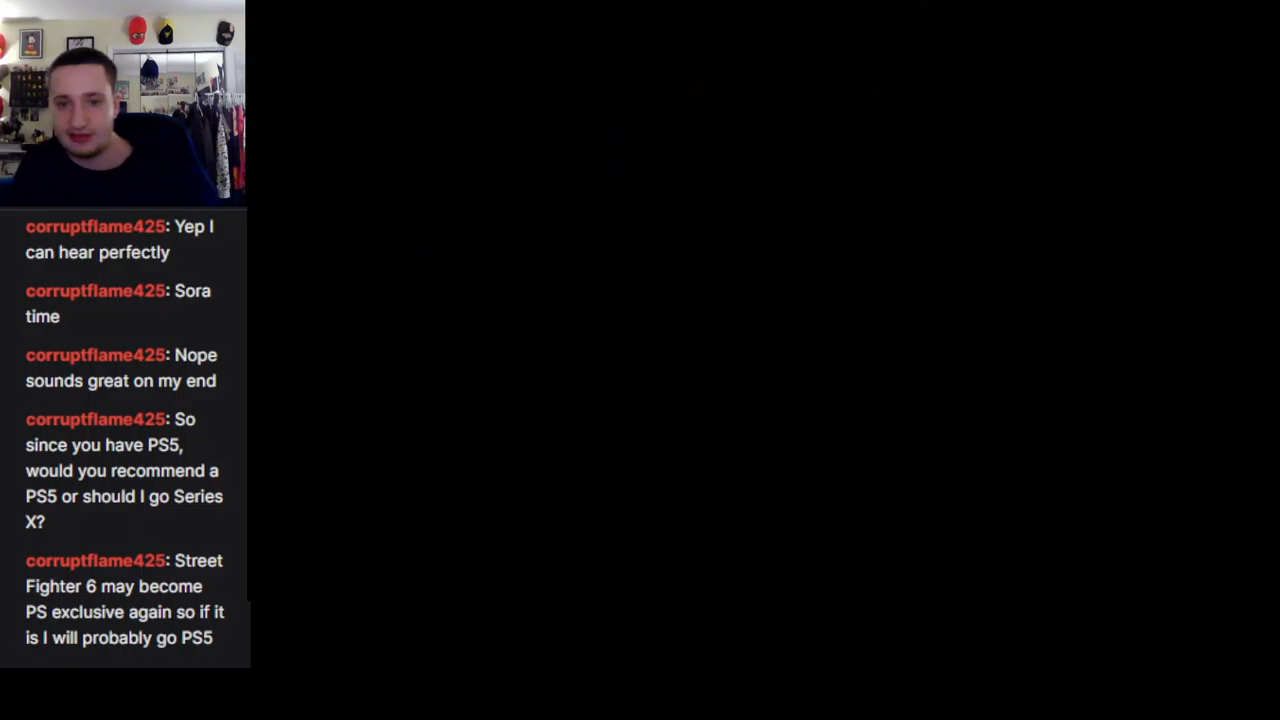 corruptflame425: Yep I
can hear perfectly
corruptflame425: Sora
time
corruptflame425: Nope
sounds great on my end
corruptflame425: So
since you have PS5,
would you recommend a
PS5 or should I go Series
X?
corruptflame425: Street
Fighter 6 may become
PS exclusive again so if it
is I will probably go PS5